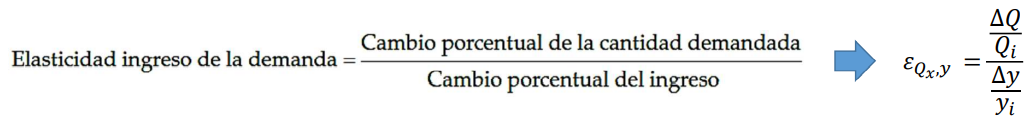 Elasticidad ingreso de la demanda = Cambio porcentual de la cantidad demandada / Cambio porcentual del ingreso
ε_{Q_x,y} = (ΔQ / Q_i) / (Δy / y_i)